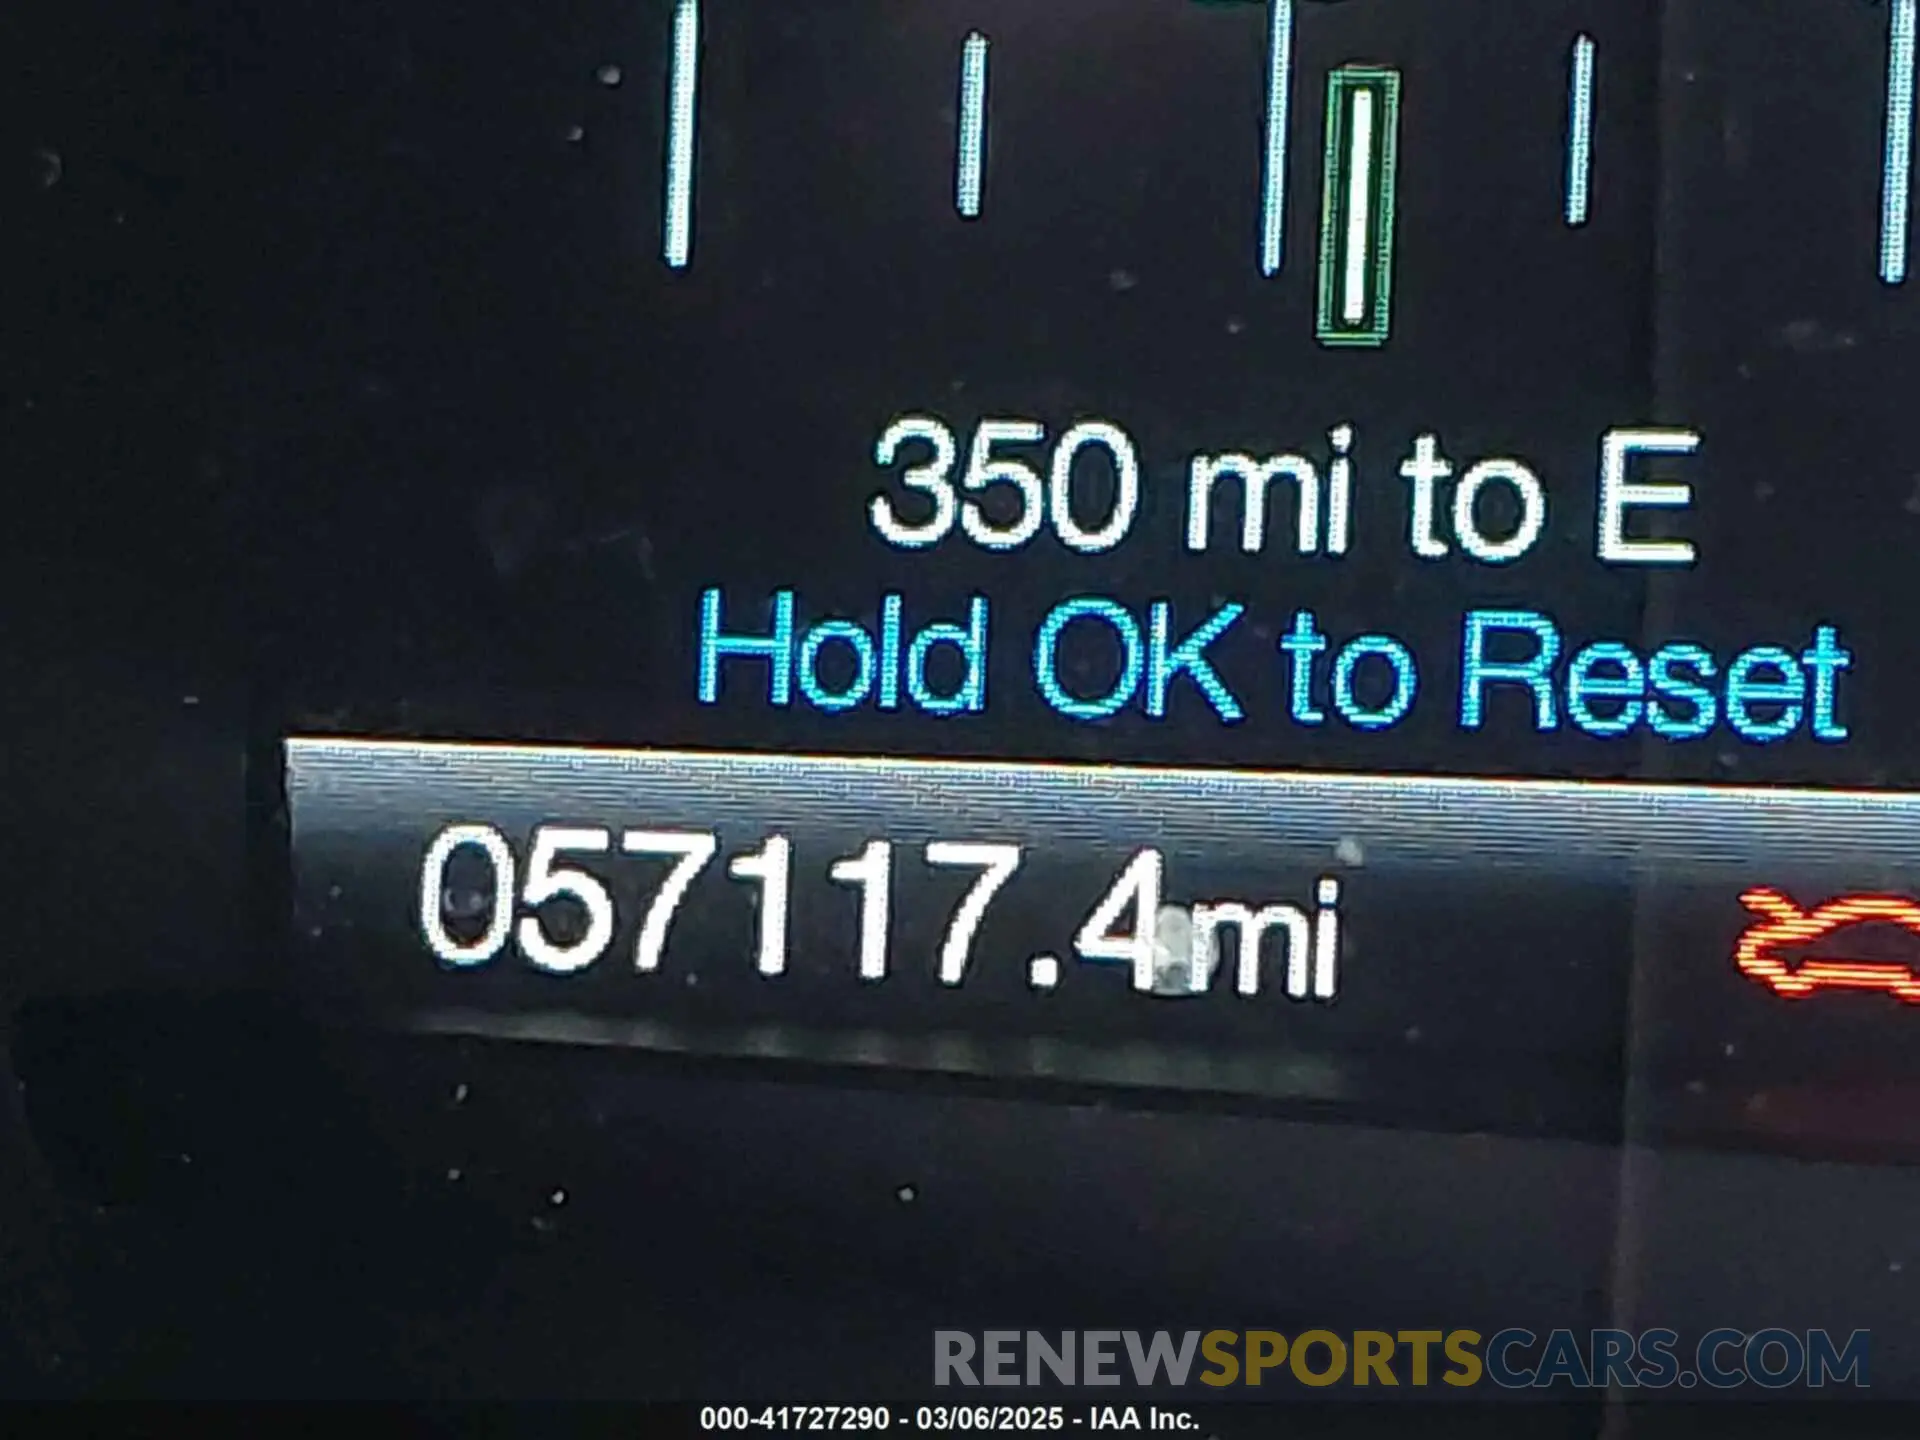 350 mi to E
Hold OK to Reset
057117.4mi
RENEWSPORTSCARS.COM
000-41727290 - 03/06/2025 - IAA Inc.